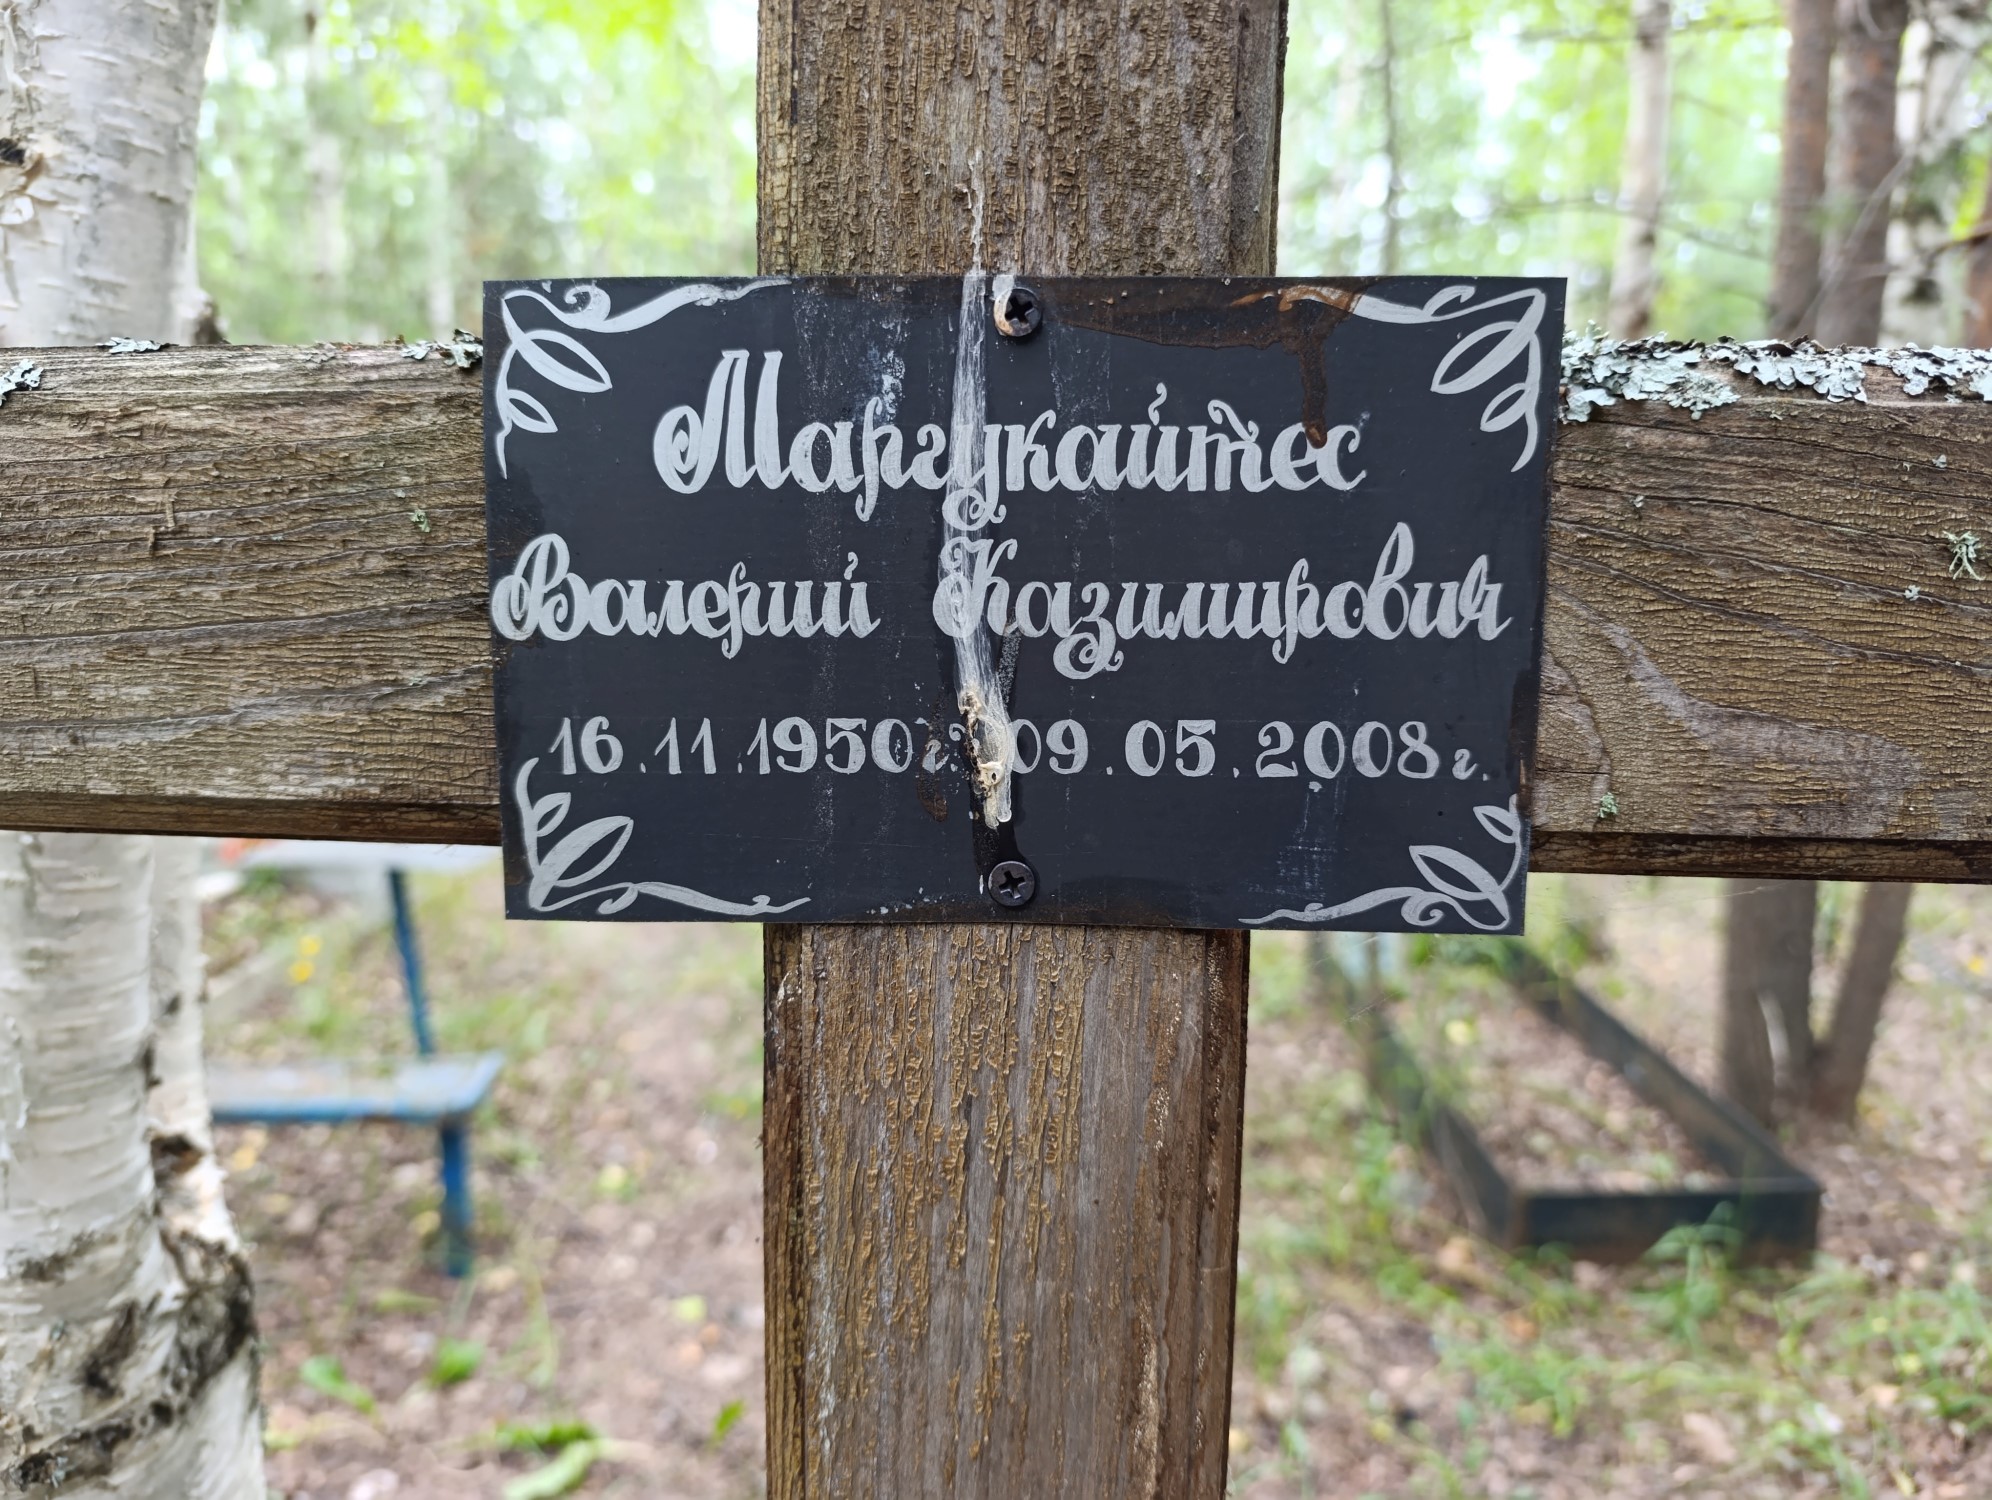 Маргукайтес
Валерий Казимирович
16.11.1950г. 09.05.2008г.